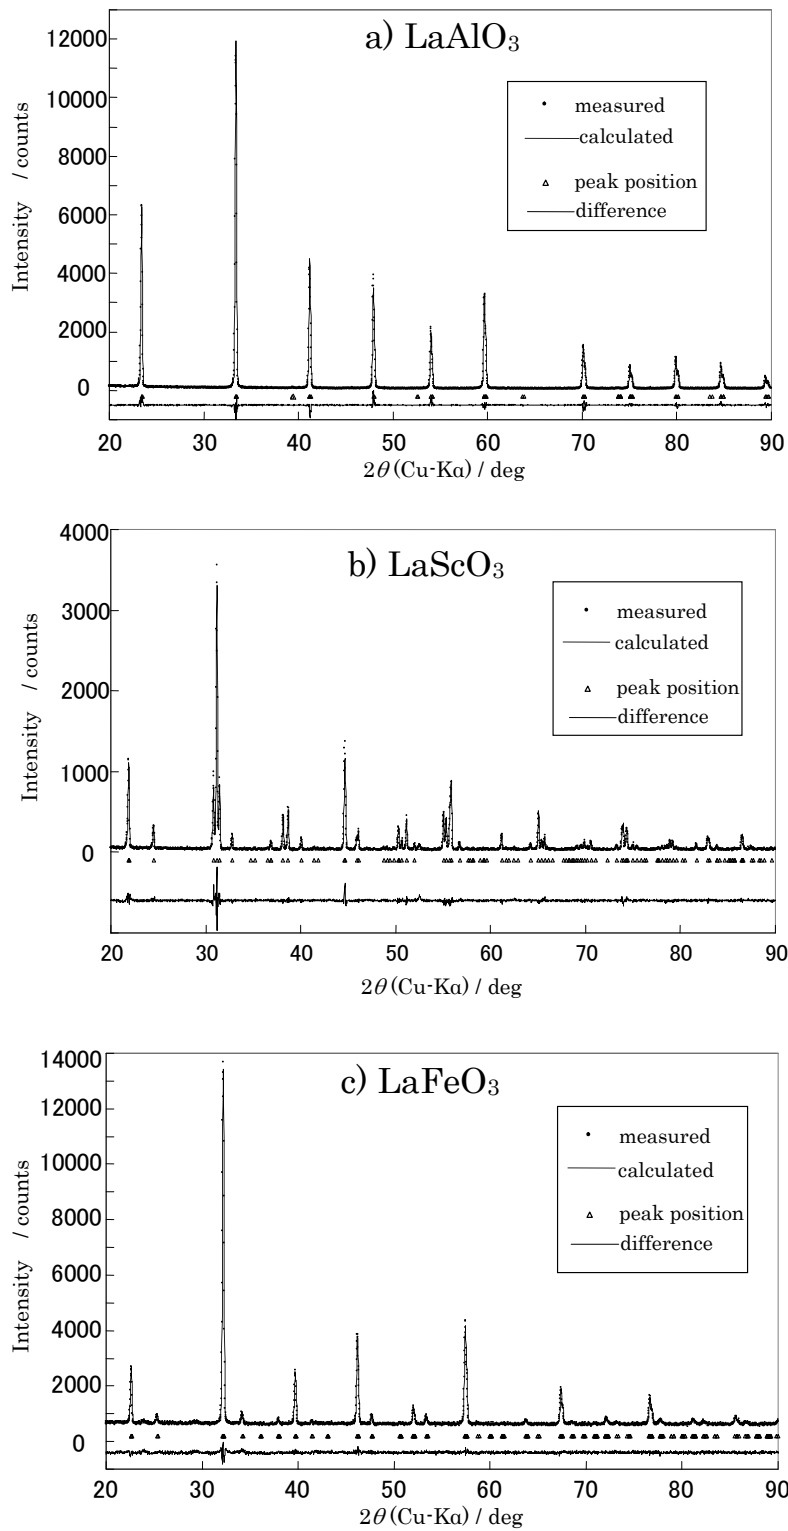 a) LaAlO3
12000
10000
8000
6000
4000
2000
0
Intensity / counts
measured
calculated
peak position
difference
20 30 40 50 60 70 80 90
2θ (Cu-Kα) / deg
b) LaScO3
4000
3000
2000
1000
0
Intensity / counts
measured
calculated
peak position
difference
20 30 40 50 60 70 80 90
2θ (Cu-Kα) / deg
c) LaFeO3
14000
12000
10000
8000
6000
4000
2000
0
Intensity / counts
measured
calculated
peak position
difference
20 30 40 50 60 70 80 90
2θ (Cu-Kα) / deg